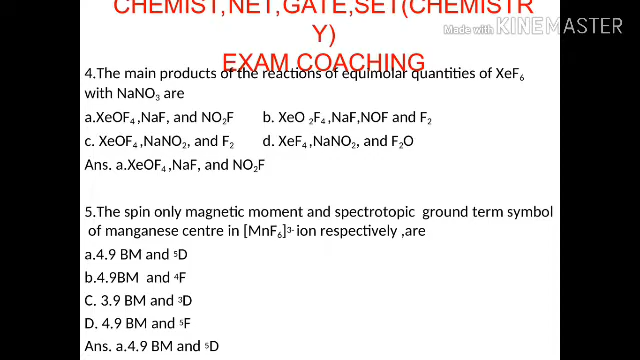 CHEMIST,NET,GATE,SET(CHEMISTR
Y)
Made with KINEMASTER
EXAM COACHING
4.The main products of the reactions of equimolar quantities of XeF₆
with NaNO₃ are
a.XeOF₄,NaF, and NO₂F b. XeO ₂F₄,NaF,NOF and F₂
c. XeOF₄,NaNO₂, and F₂ d. XeF₄,NaNO₂, and F₂O
Ans. a.XeOF₄,NaF, and NO₂F
5.The spin only magnetic moment and spectrotopic ground term symbol
of manganese centre in [MnF₆]³⁻ ion respectively ,are
a.4.9 BM and ⁵D
b.4.9BM and ⁴F
C. 3.9 BM and ³D
D. 4.9 BM and ⁵F
Ans. a.4.9 BM and ⁵D